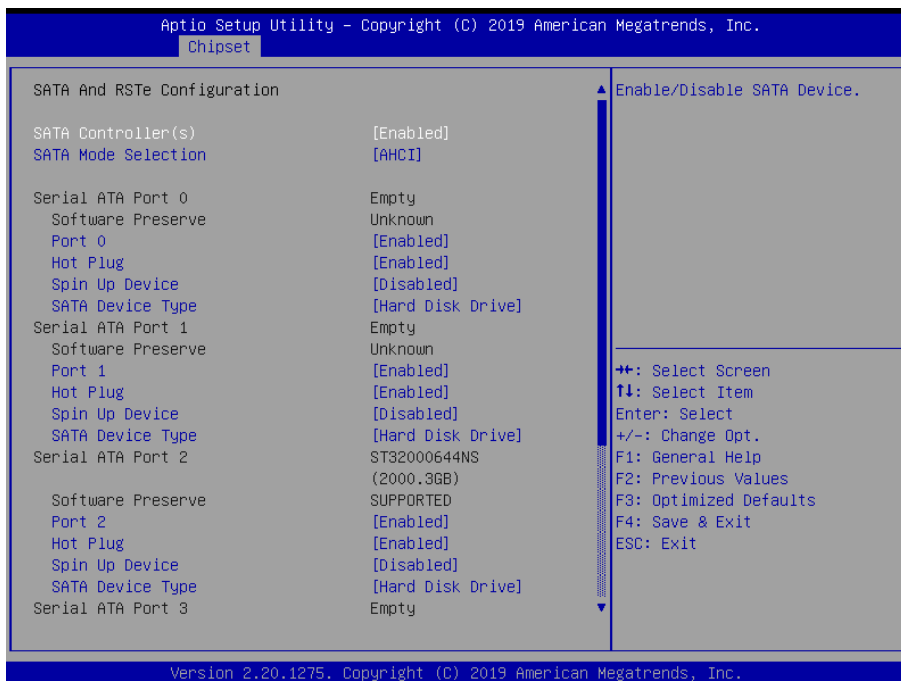 Aptio Setup Utility – Copyright (C) 2019 American Megatrends, Inc.
Chipset
SATA And RSTe Configuration
SATA Controller(s) [Enabled]
SATA Mode Selection [AHCI]
Serial ATA Port 0 Empty
Software Preserve Unknown
Port 0 [Enabled]
Hot Plug [Enabled]
Spin Up Device [Disabled]
SATA Device Type [Hard Disk Drive]
Serial ATA Port 1 Empty
Software Preserve Unknown
Port 1 [Enabled]
Hot Plug [Enabled]
Spin Up Device [Disabled]
SATA Device Type [Hard Disk Drive]
Serial ATA Port 2 ST32000644NS
(2000.3GB)
Software Preserve SUPPORTED
Port 2 [Enabled]
Hot Plug [Enabled]
Spin Up Device [Disabled]
SATA Device Type [Hard Disk Drive]
Serial ATA Port 3 Empty
Enable/Disable SATA Device.
→←: Select Screen
↑↓: Select Item
Enter: Select
+/-: Change Opt.
F1: General Help
F2: Previous Values
F3: Optimized Defaults
F4: Save & Exit
ESC: Exit
Version 2.20.1275. Copyright (C) 2019 American Megatrends, Inc.